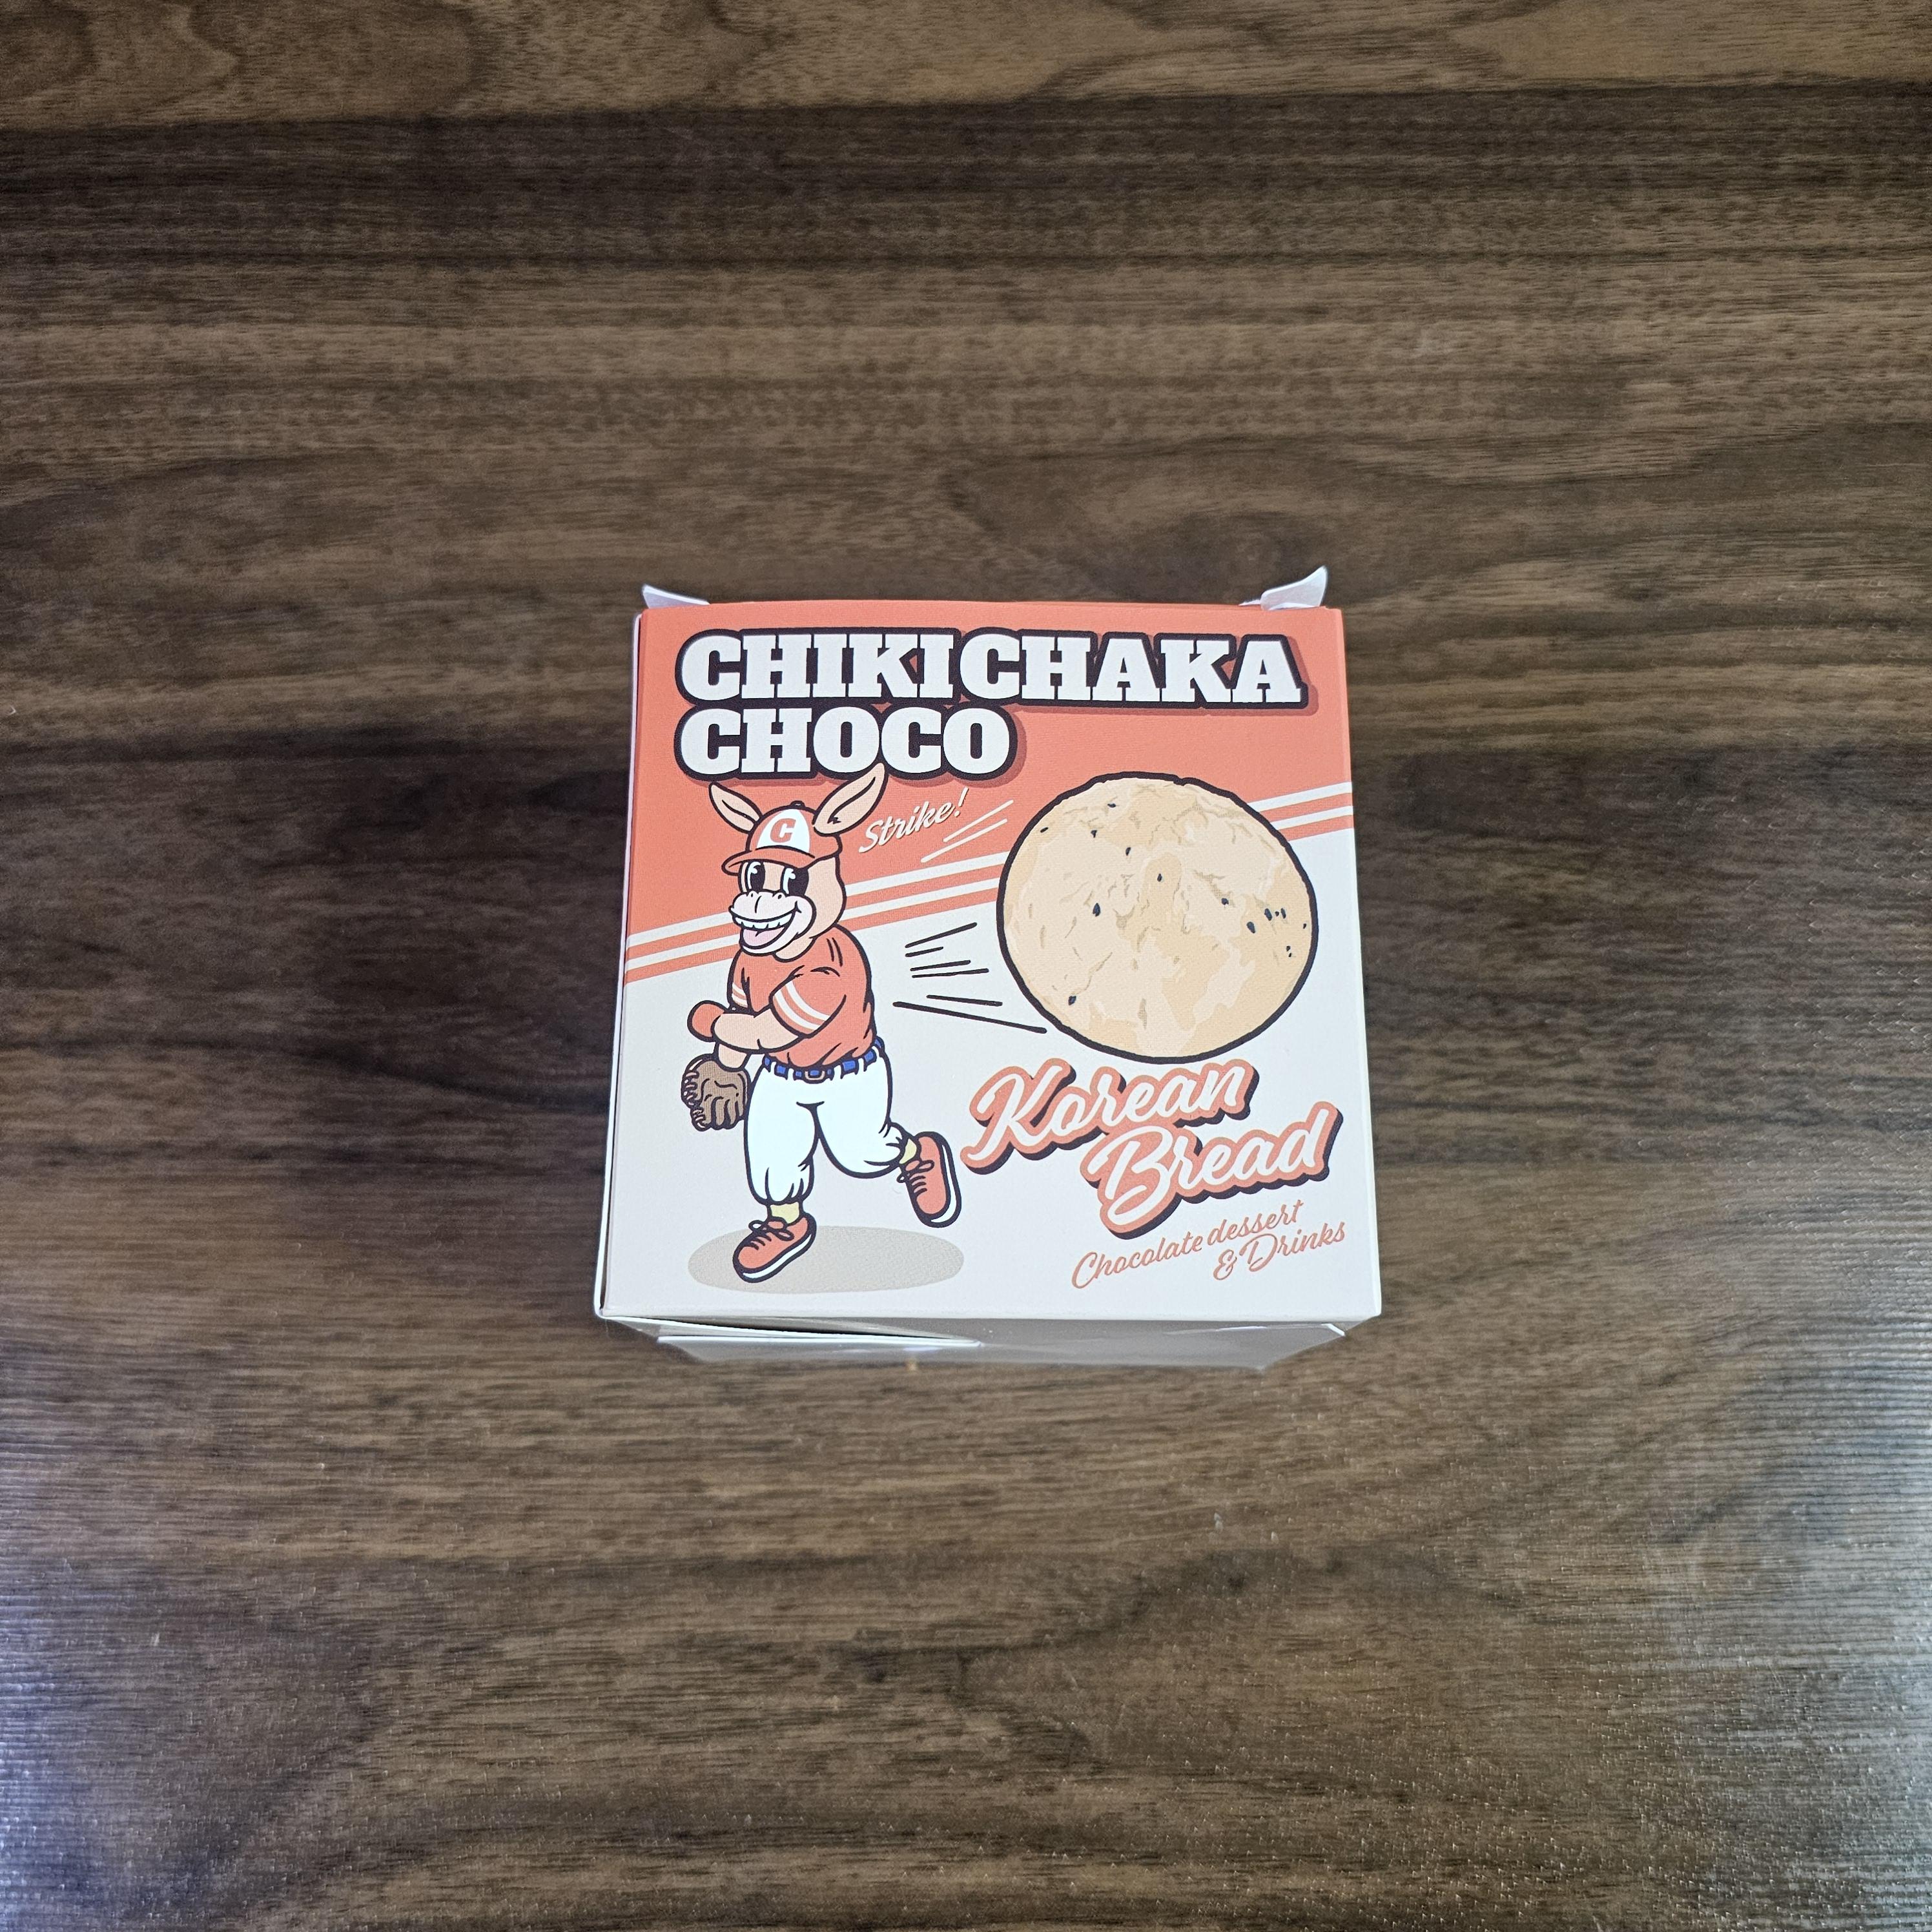 CHIKICHAKA
CHOCO
C
Strike!
Korean
Bread
Chocolate dessert
& Drinks